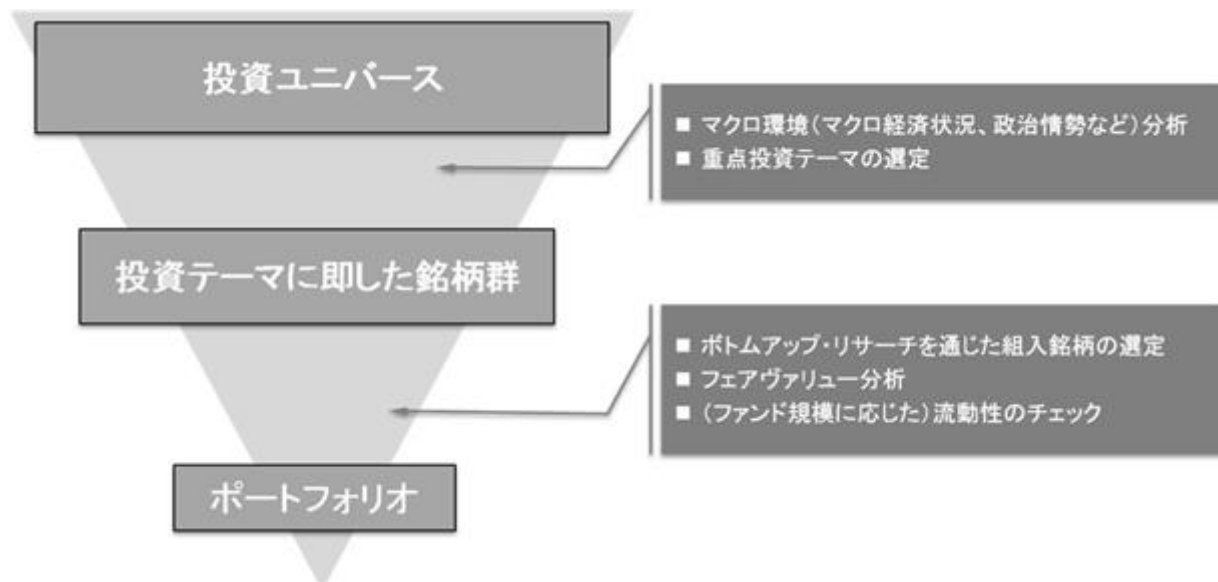 投資ユニバース
■ マクロ環境(マクロ経済状況、政治情勢など)分析
■ 重点投資テーマの選定
投資テーマに即した銘柄群
■ ボトムアップ・リサーチを通じた組入銘柄の選定
■ フェアヴァリュー分析
■ (ファンド規模に応じた)流動性のチェック
ポートフォリオ